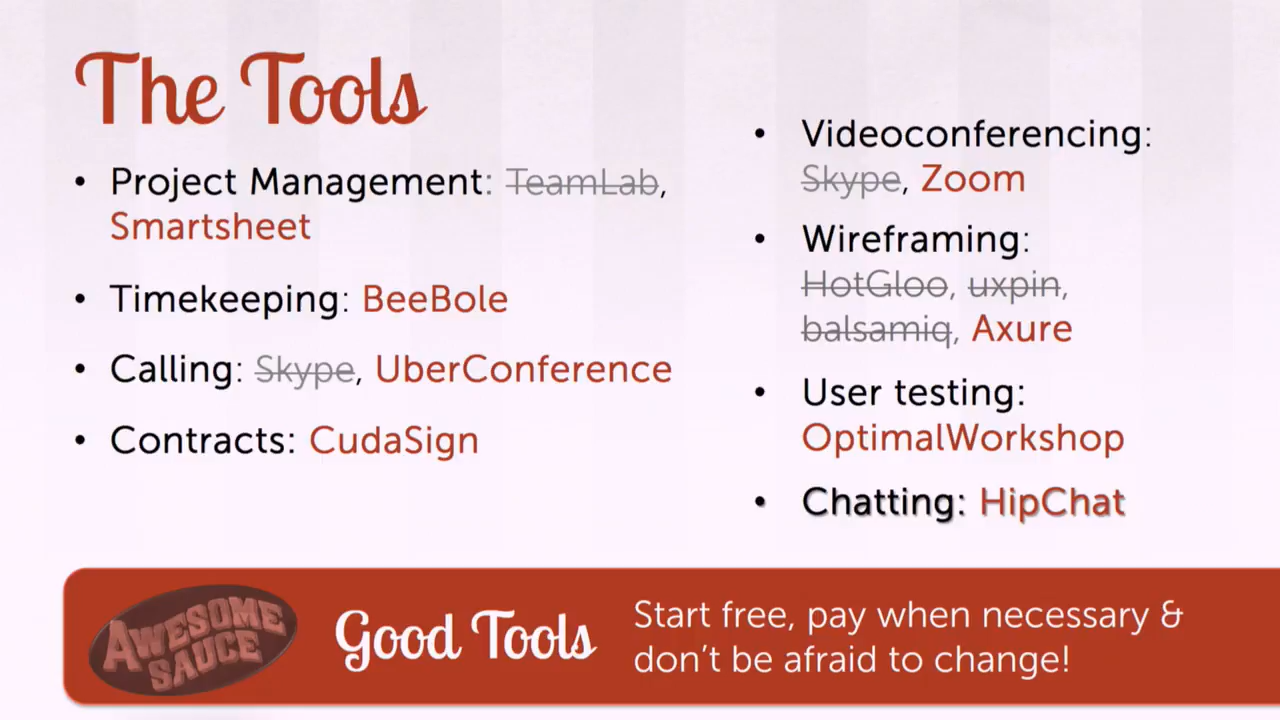 The Tools
• Project Management: TeamLab,
Smartsheet
• Timekeeping: BeeBole
• Calling: Skype, UberConference
• Contracts: CudaSign
• Videoconferencing:
Skype, Zoom
• Wireframing:
HotGloo, uxpin,
balsamiq, Axure
• User testing:
OptimalWorkshop
• Chatting: HipChat
AWESOME
SAUCE
Good Tools
Start free, pay when necessary &
don't be afraid to change!